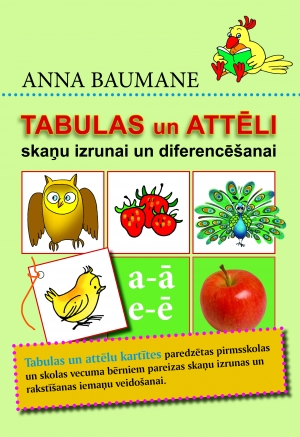 ANNA BAUMANE
TABULAS un ATTĒLI
skaņu izrunai un diferencēšanai
a-ā
e-ē
Tabulas un attēlu kartītes paredzētas pirmsskolas
un skolas vecuma bērniem pareizas skaņu izrunas un
rakstīšanas iemaņu veidošanai.